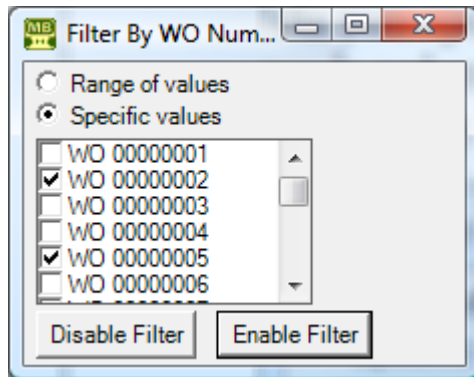 MB
Filter By WO Num...
Range of values
Specific values
WO 00000001
WO 00000002
WO 00000003
WO 00000004
WO 00000005
WO 00000006
Disable Filter
Enable Filter